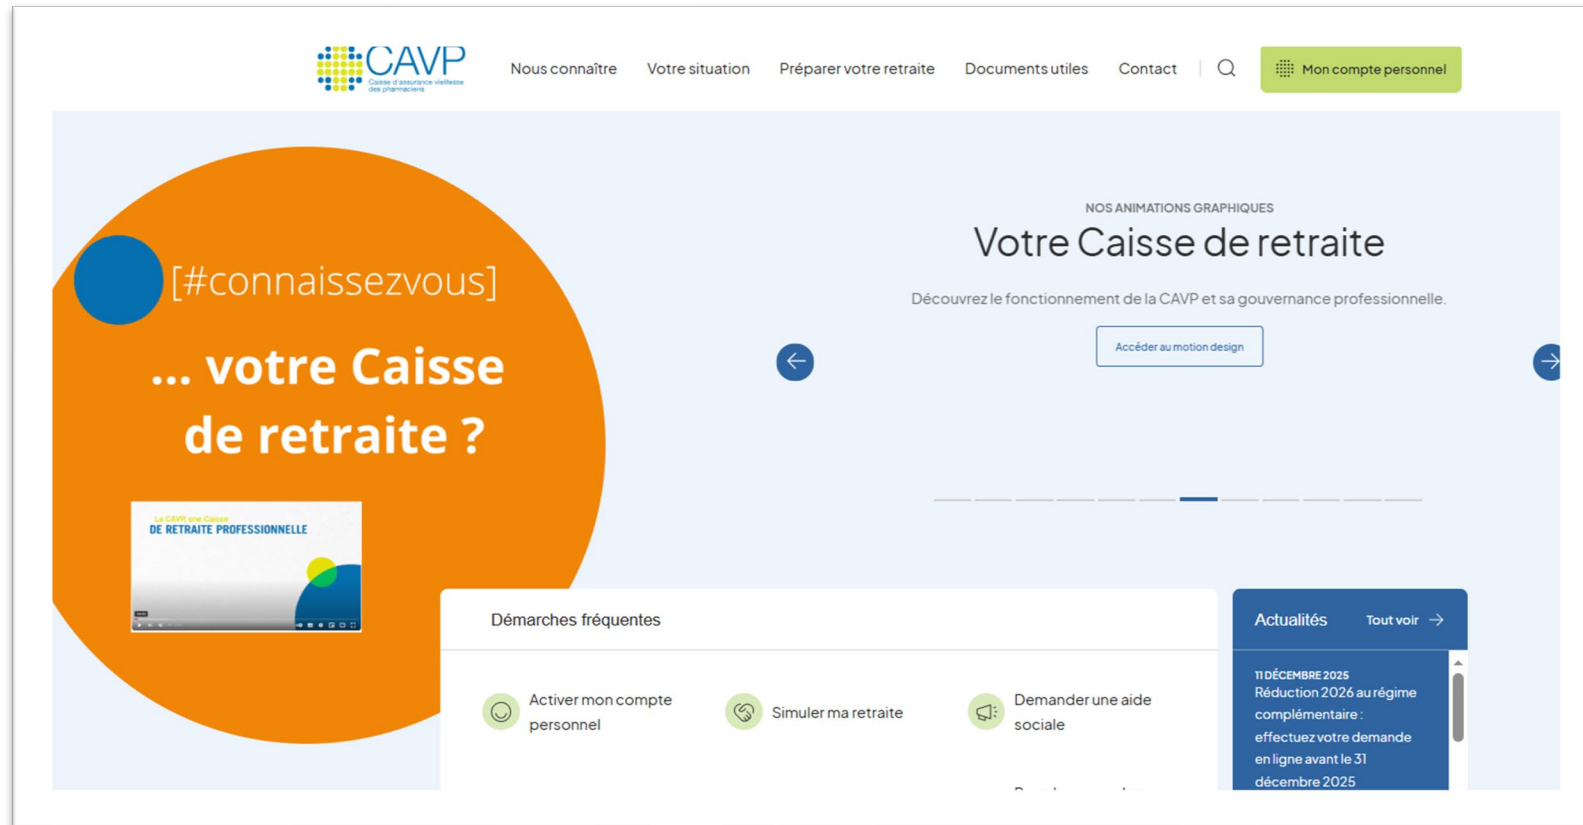 CAVP
Caisse d'assurance vieillesse
des pharmaciens
Nous connaître
Votre situation
Préparer votre retraite
Documents utiles
Contact
Mon compte personnel
[#connaissezvous]
... votre Caisse
de retraite ?
La CAVP, une Caisse
DE RETRAITE PROFESSIONNELLE
NOS ANIMATIONS GRAPHIQUES
Votre Caisse de retraite
Découvrez le fonctionnement de la CAVP et sa gouvernance professionnelle.
Accéder au motion design
Démarches fréquentes
Activer mon compte
personnel
Simuler ma retraite
Demander une aide
sociale
Actualités
Tout voir
11 DÉCEMBRE 2025
Réduction 2026 au régime
complémentaire :
effectuez votre demande
en ligne avant le 31
décembre 2025